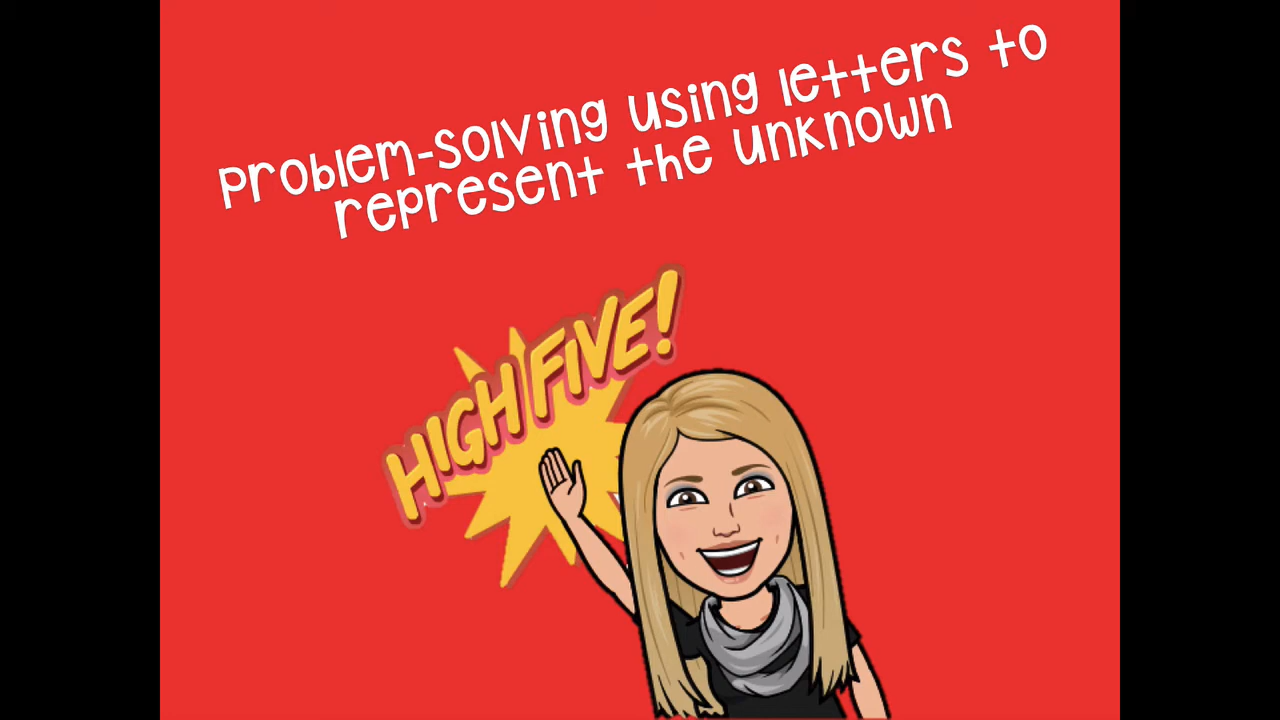 Problem-solving using letters to
represent the unknown
HIGH FIVE!